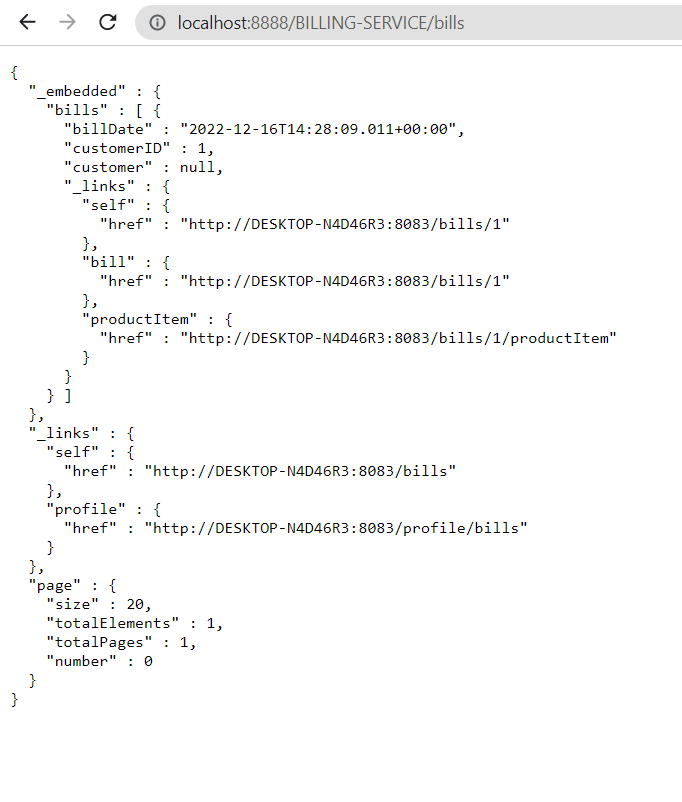 localhost:8888/BILLING-SERVICE/bills
{
  "_embedded" : {
    "bills" : [ {
      "billDate" : "2022-12-16T14:28:09.011+00:00",
      "customerID" : 1,
      "customer" : null,
      "_links" : {
        "self" : {
          "href" : "http://DESKTOP-N4D46R3:8083/bills/1"
        },
        "bill" : {
          "href" : "http://DESKTOP-N4D46R3:8083/bills/1"
        },
        "productItem" : {
          "href" : "http://DESKTOP-N4D46R3:8083/bills/1/productItem"
        }
      }
    } ]
  },
  "_links" : {
    "self" : {
      "href" : "http://DESKTOP-N4D46R3:8083/bills"
    },
    "profile" : {
      "href" : "http://DESKTOP-N4D46R3:8083/profile/bills"
    }
  },
  "page" : {
    "size" : 20,
    "totalElements" : 1,
    "totalPages" : 1,
    "number" : 0
  }
}